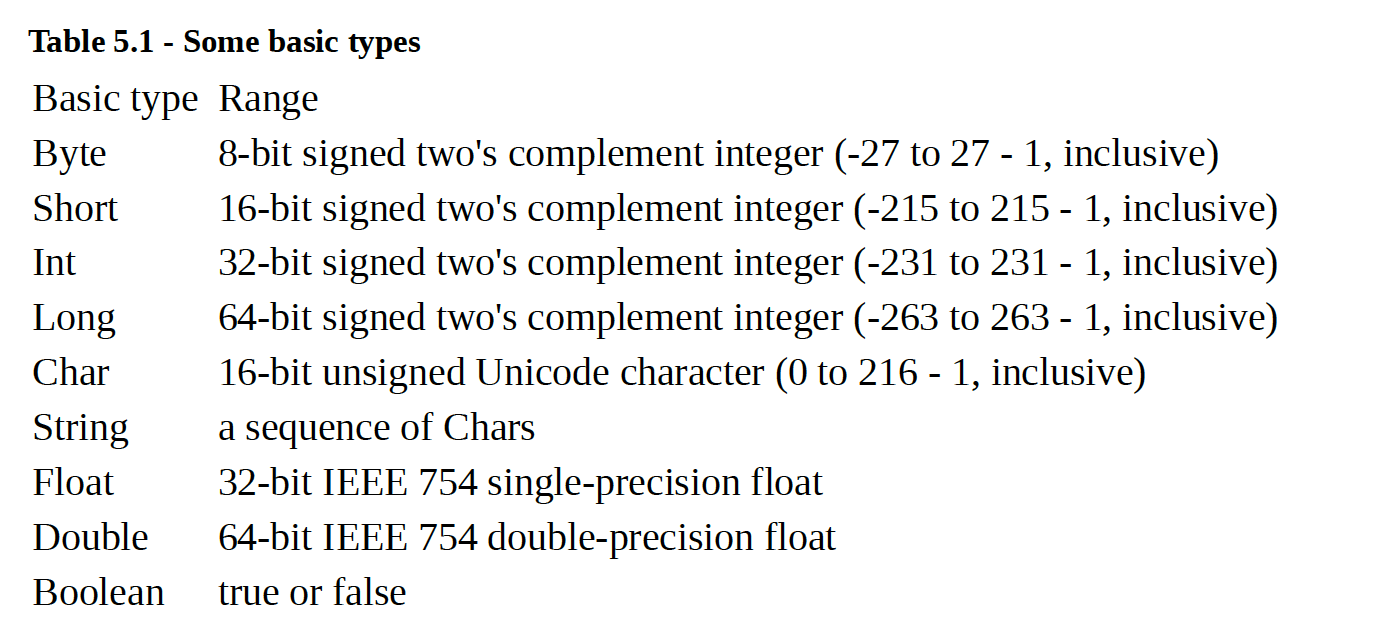 Table 5.1 - Some basic types
Basic type Range
Byte 8-bit signed two's complement integer (-27 to 27 - 1, inclusive)
Short 16-bit signed two's complement integer (-215 to 215 - 1, inclusive)
Int 32-bit signed two's complement integer (-231 to 231 - 1, inclusive)
Long 64-bit signed two's complement integer (-263 to 263 - 1, inclusive)
Char 16-bit unsigned Unicode character (0 to 216 - 1, inclusive)
String a sequence of Chars
Float 32-bit IEEE 754 single-precision float
Double 64-bit IEEE 754 double-precision float
Boolean true or false